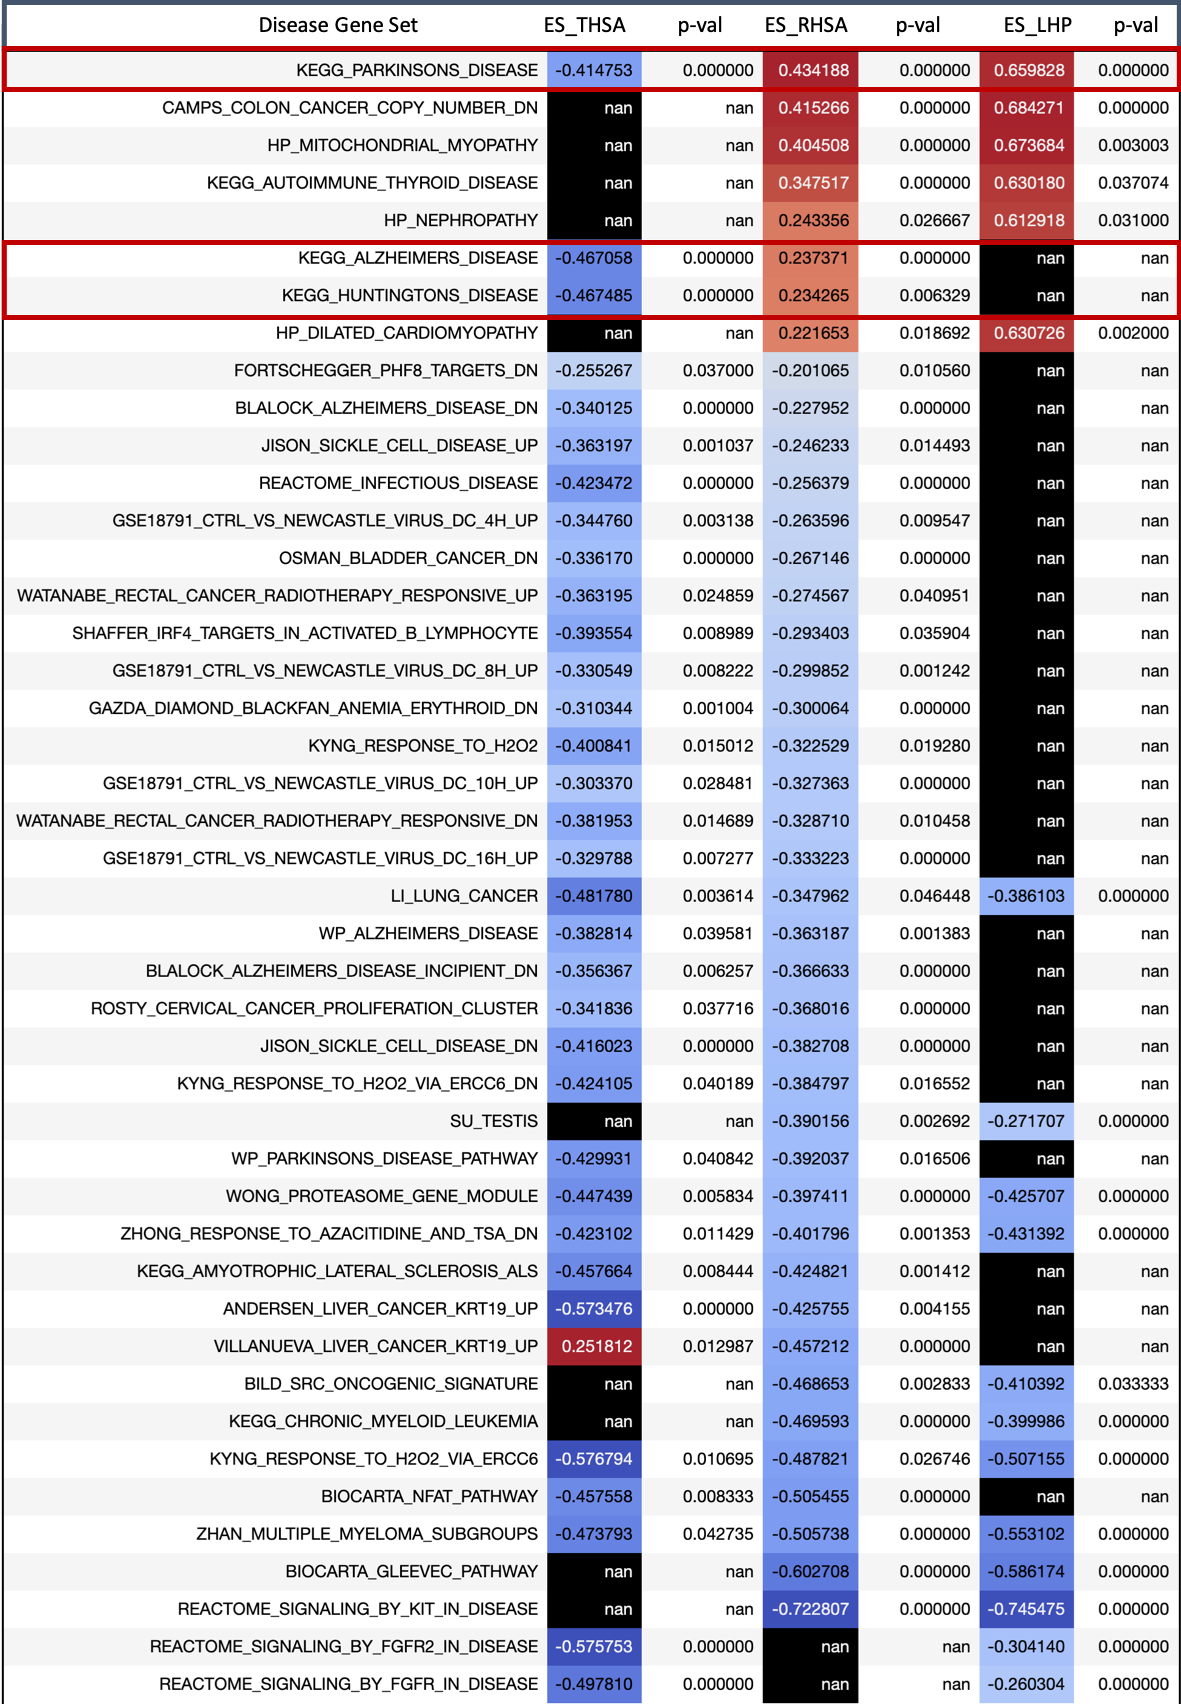 Disease Gene Set ES_THSA p-val ES_RHSA p-val ES_LHP p-val
KEGG_PARKINSONS_DISEASE -0.414753 0.000000 0.434188 0.000000 0.659828 0.000000
CAMPS_COLON_CANCER_COPY_NUMBER_DN nan nan 0.415266 0.000000 0.684271 0.000000
HP_MITOCHONDRIAL_MYOPATHY nan nan 0.404508 0.000000 0.673684 0.003003
KEGG_AUTOIMMUNE_THYROID_DISEASE nan nan 0.347517 0.000000 0.630180 0.037074
HP_NEPHROPATHY nan nan 0.243356 0.026667 0.612918 0.031000
KEGG_ALZHEIMERS_DISEASE -0.467058 0.000000 0.237371 0.000000 nan nan
KEGG_HUNTINGTONS_DISEASE -0.467485 0.000000 0.234265 0.006329 nan nan
HP_DILATED_CARDIOMYOPATHY nan nan 0.221653 0.018692 0.630726 0.002000
FORTSCHEGGER_PHF8_TARGETS_DN -0.255267 0.037000 -0.201065 0.010560 nan nan
BLALOCK_ALZHEIMERS_DISEASE_DN -0.340125 0.000000 -0.227952 0.000000 nan nan
JISON_SICKLE_CELL_DISEASE_UP -0.363197 0.001037 -0.246233 0.014493 nan nan
REACTOME_INFECTIOUS_DISEASE -0.423472 0.000000 -0.256379 0.000000 nan nan
GSE18791_CTRL_VS_NEWCASTLE_VIRUS_DC_4H_UP -0.344760 0.003138 -0.263596 0.009547 nan nan
OSMAN_BLADDER_CANCER_DN -0.336170 0.000000 -0.267146 0.000000 nan nan
WATANABE_RECTAL_CANCER_RADIOTHERAPY_RESPONSIVE_UP -0.363195 0.024859 -0.274567 0.040951 nan nan
SHAFFER_IRF4_TARGETS_IN_ACTIVATED_B_LYMPHOCYTE -0.393554 0.008989 -0.293403 0.035904 nan nan
GSE18791_CTRL_VS_NEWCASTLE_VIRUS_DC_8H_UP -0.330549 0.008222 -0.299852 0.001242 nan nan
GAZDA_DIAMOND_BLACKFAN_ANEMIA_ERYTHROID_DN -0.310344 0.001004 -0.300064 0.000000 nan nan
KYNG_RESPONSE_TO_H2O2 -0.400841 0.015012 -0.322529 0.019280 nan nan
GSE18791_CTRL_VS_NEWCASTLE_VIRUS_DC_10H_UP -0.303370 0.028481 -0.327363 0.000000 nan nan
WATANABE_RECTAL_CANCER_RADIOTHERAPY_RESPONSIVE_DN -0.381953 0.014689 -0.328710 0.010458 nan nan
GSE18791_CTRL_VS_NEWCASTLE_VIRUS_DC_16H_UP -0.329788 0.007277 -0.333223 0.000000 nan nan
LI_LUNG_CANCER -0.481780 0.003614 -0.347962 0.046448 -0.386103 0.000000
WP_ALZHEIMERS_DISEASE -0.382814 0.039581 -0.363187 0.001383 nan nan
BLALOCK_ALZHEIMERS_DISEASE_INCIPIENT_DN -0.356367 0.006257 -0.366633 0.000000 nan nan
ROSTY_CERVICAL_CANCER_PROLIFERATION_CLUSTER -0.341836 0.037716 -0.368016 0.000000 nan nan
JISON_SICKLE_CELL_DISEASE_DN -0.416023 0.000000 -0.382708 0.000000 nan nan
KYNG_RESPONSE_TO_H2O2_VIA_ERCC6_DN -0.424105 0.040189 -0.384797 0.016552 nan nan
SU_TESTIS nan nan -0.390156 0.002692 -0.271707 0.000000
WP_PARKINSONS_DISEASE_PATHWAY -0.429931 0.040842 -0.392037 0.016506 nan nan
WONG_PROTEASOME_GENE_MODULE -0.447439 0.005834 -0.397411 0.000000 -0.425707 0.000000
ZHONG_RESPONSE_TO_AZACITIDINE_AND_TSA_DN -0.423102 0.011429 -0.401796 0.001353 -0.431392 0.000000
KEGG_AMYOTROPHIC_LATERAL_SCLEROSIS_ALS -0.457664 0.008444 -0.424821 0.001412 nan nan
ANDERSEN_LIVER_CANCER_KRT19_UP -0.573476 0.000000 -0.425755 0.004155 nan nan
VILLANUEVA_LIVER_CANCER_KRT19_UP 0.251812 0.012987 -0.457212 0.000000 nan nan
BILD_SRC_ONCOGENIC_SIGNATURE nan nan -0.468653 0.002833 -0.410392 0.033333
KEGG_CHRONIC_MYELOID_LEUKEMIA nan nan -0.469593 0.000000 -0.399986 0.000000
KYNG_RESPONSE_TO_H2O2_VIA_ERCC6 -0.576794 0.010695 -0.487821 0.026746 -0.507155 0.000000
BIOCARTA_NFAT_PATHWAY -0.457558 0.008333 -0.505455 0.000000 nan nan
ZHAN_MULTIPLE_MYELOMA_SUBGROUPS -0.473793 0.042735 -0.505738 0.000000 -0.553102 0.000000
BIOCARTA_GLEEVEC_PATHWAY nan nan -0.602708 0.000000 -0.586174 0.000000
REACTOME_SIGNALING_BY_KIT_IN_DISEASE nan nan -0.722807 0.000000 -0.745475 0.000000
REACTOME_SIGNALING_BY_FGFR2_IN_DISEASE -0.575753 0.000000 nan nan -0.304140 0.000000
REACTOME_SIGNALING_BY_FGFR_IN_DISEASE -0.497810 0.000000 nan nan -0.260304 0.000000